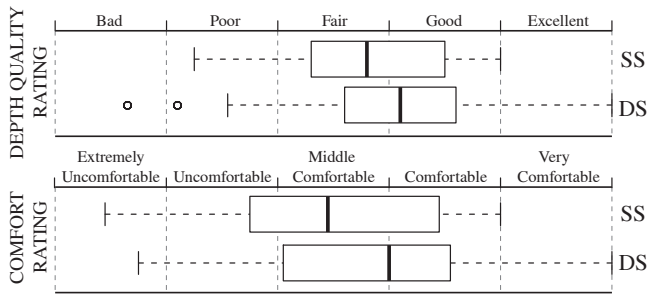 Bad Poor Fair Good Excellent
DEPTH QUALITY
RATING
SS
DS
Extremely
Uncomfortable
Uncomfortable
Middle
Comfortable
Comfortable
Very
Comfortable
COMFORT
RATING
SS
DS